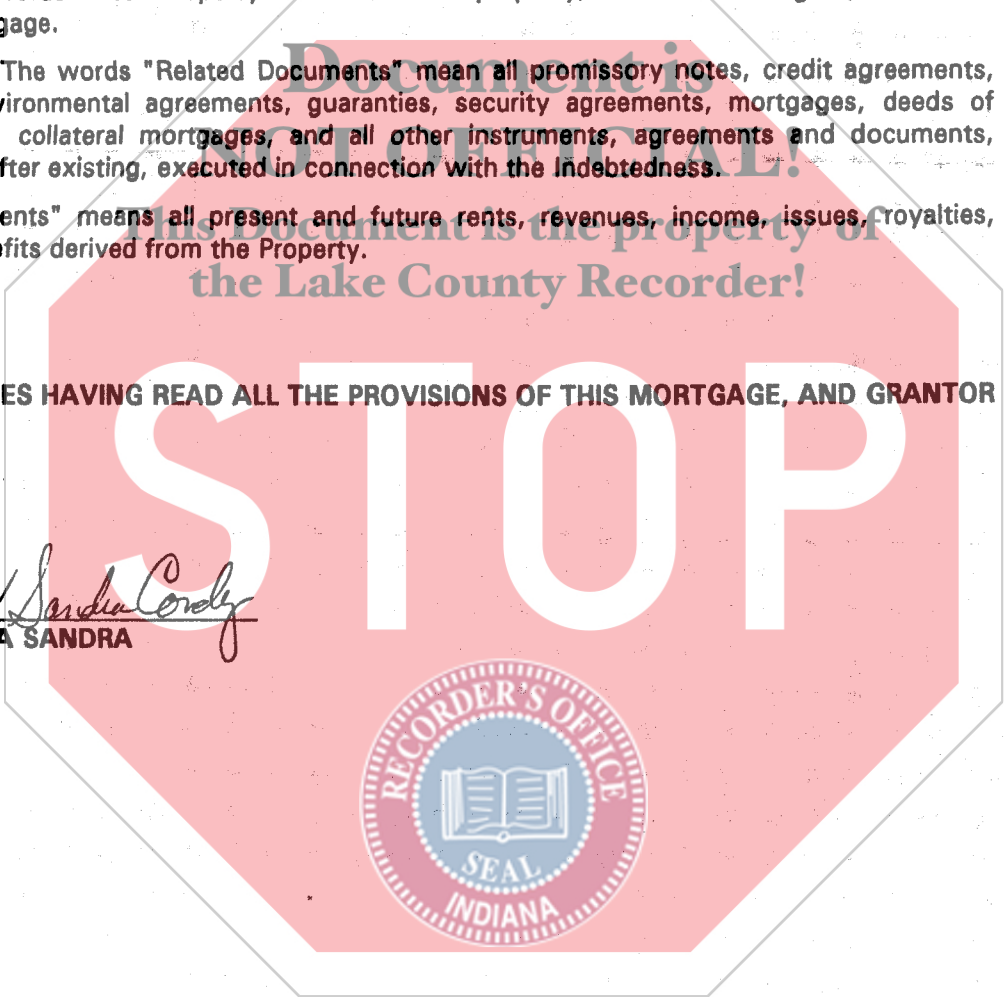 gage.
The words "Related Documents" mean all promissory notes, credit agreements,
vironmental agreements, guaranties, security agreements, mortgages, deeds of
collateral mortgages, and all other instruments, agreements and documents,
fter existing, executed in connection with the Indebtedness.
ents" means all present and future rents, revenues, income, issues, royalties,
efits derived from the Property.
Document is
NOT OFFICIAL!
This Document is the property of
the Lake County Recorder!
ES HAVING READ ALL THE PROVISIONS OF THIS MORTGAGE, AND GRANTOR
STOP
Sandra Cordy
A SANDRA
RECORDER'S OFFICE
SEAL
INDIANA